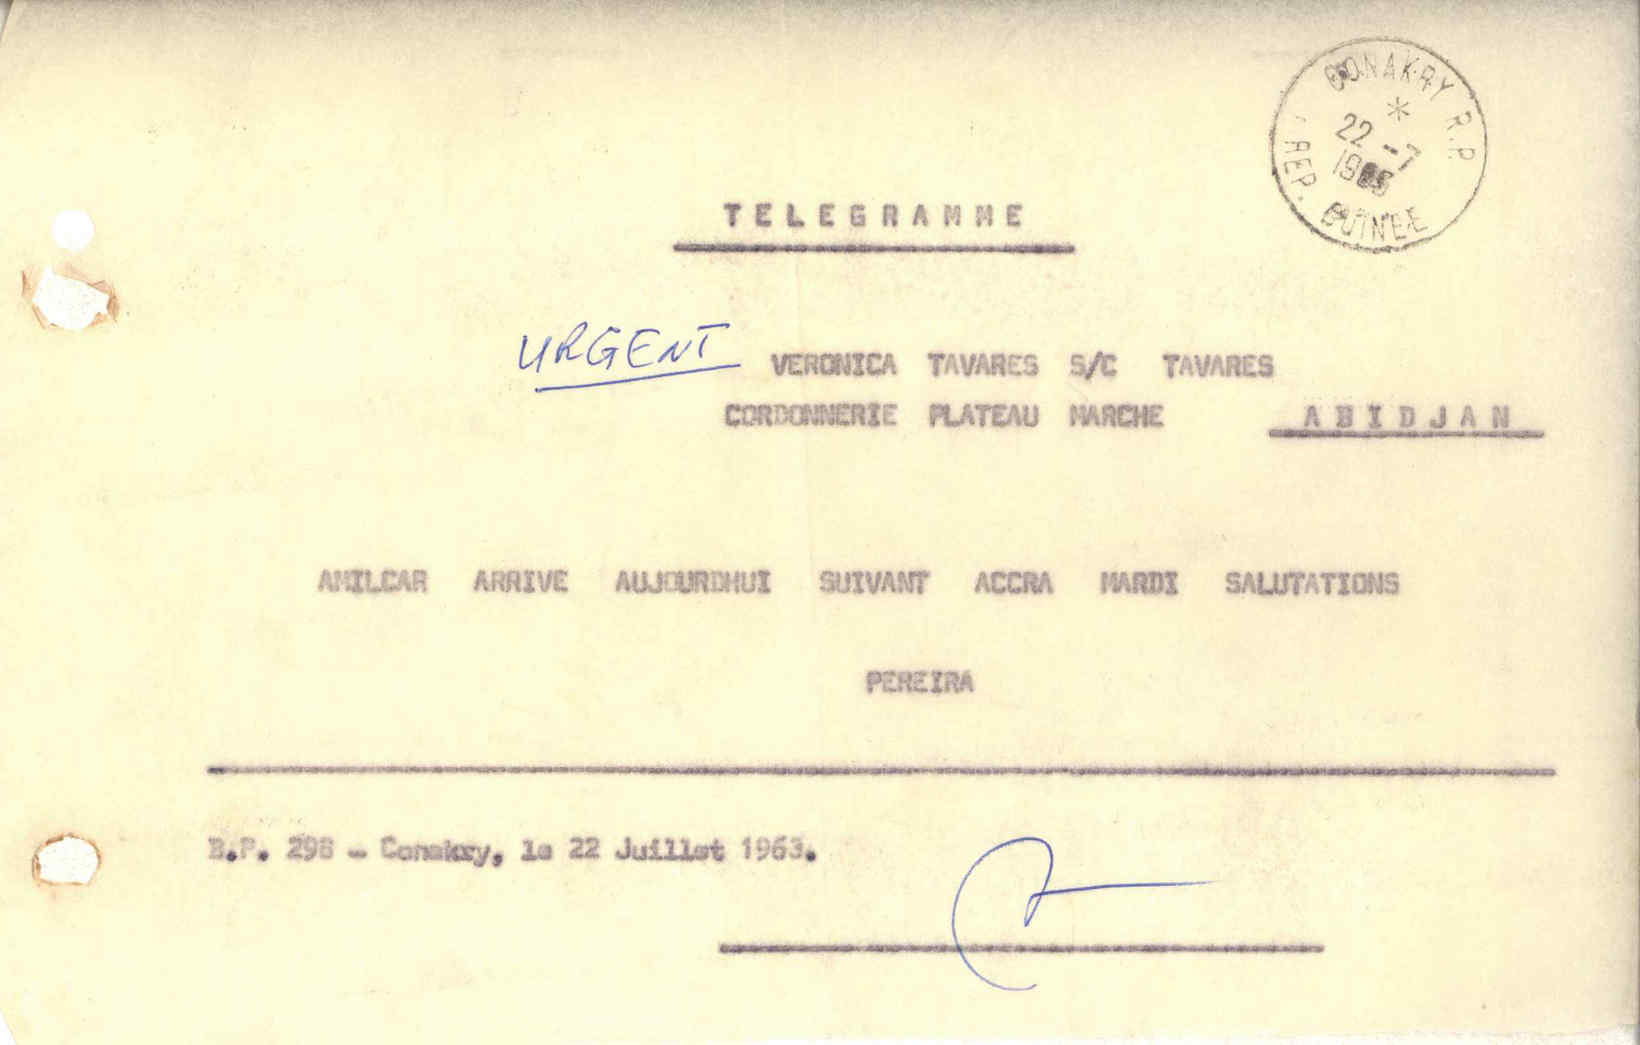 CONAKRY R.P.
22 -7
REP. GUINEE
TELEGRAMME
URGENT VERONICA TAVARES S/C TAVARES
CORDONNERIE PLATEAU MARCHE ABIDJAN
AMILCAR ARRIVE AUJOURDHUI SUIVANT ACCRA MARDI SALUTATIONS
PEREIRA
B.P. 298 - Conakry, le 22 Juillet 1963.